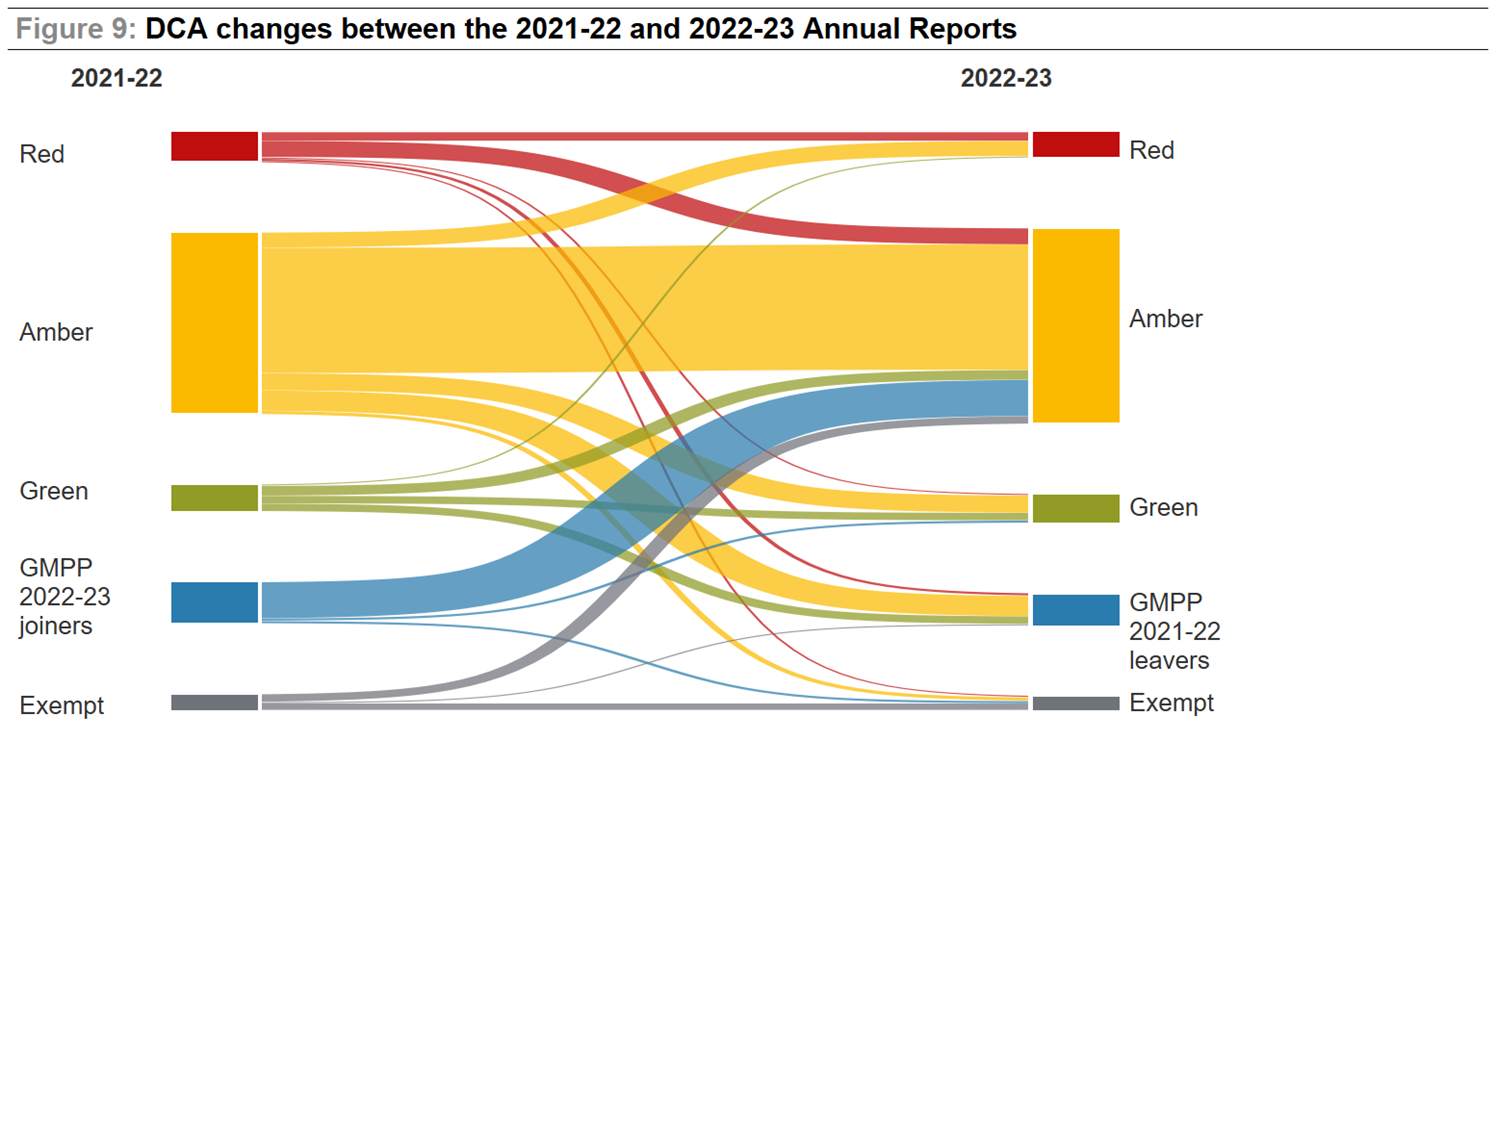 Figure 9: DCA changes between the 2021-22 and 2022-23 Annual Reports
2021-22
2022-23
Red
Amber
Green
GMPP
2022-23
joiners
Exempt
Red
Amber
Green
GMPP
2021-22
leavers
Exempt